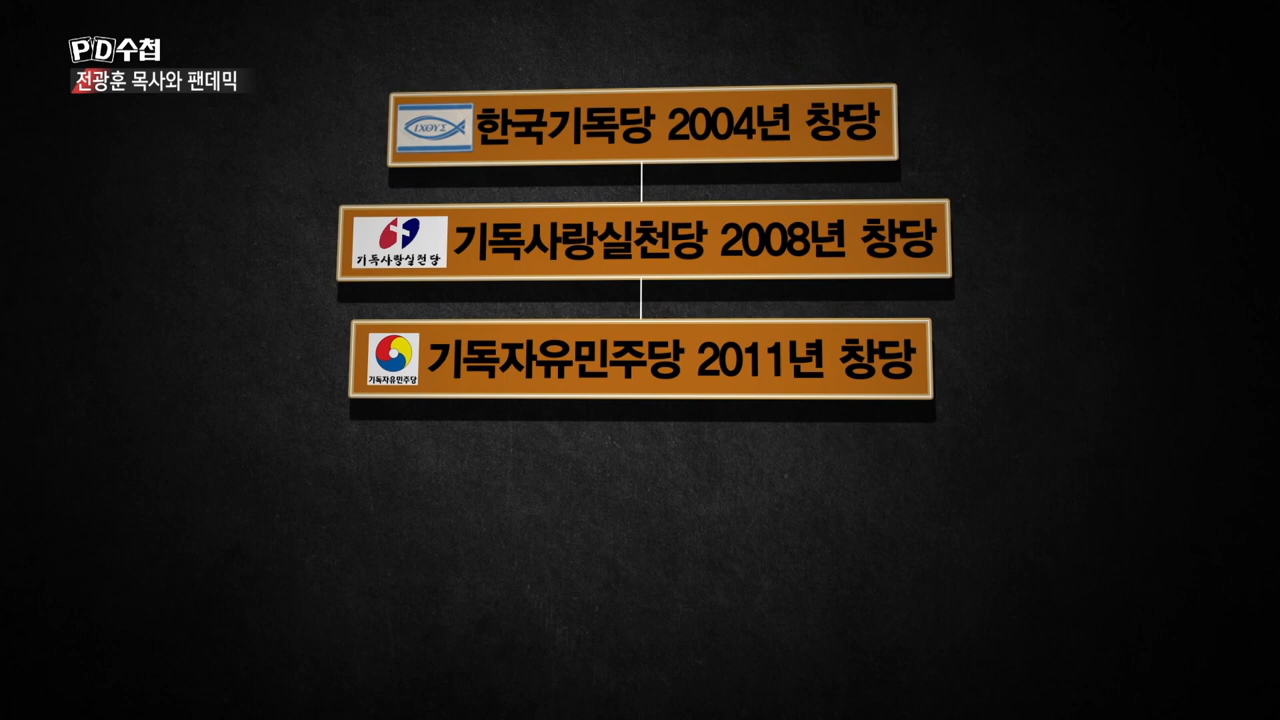 PD수첩
전광훈 목사와 팬데믹
ΙΧΘΥΣ
한국기독당 2004년 창당
기독사랑실천당
기독사랑실천당 2008년 창당
기독자유민주당
기독자유민주당 2011년 창당